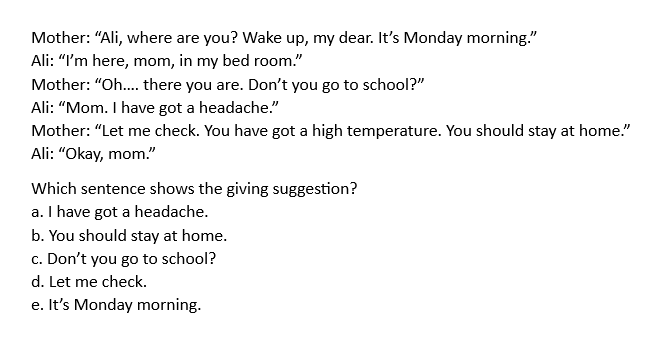 Mother: “Ali, where are you? Wake up, my dear. It’s Monday morning.”
Ali: “I’m here, mom, in my bed room.”
Mother: “Oh.... there you are. Don’t you go to school?”
Ali: “Mom. I have got a headache.”
Mother: “Let me check. You have got a high temperature. You should stay at home.”
Ali: “Okay, mom.”
Which sentence shows the giving suggestion?
a. I have got a headache.
b. You should stay at home.
c. Don’t you go to school?
d. Let me check.
e. It’s Monday morning.